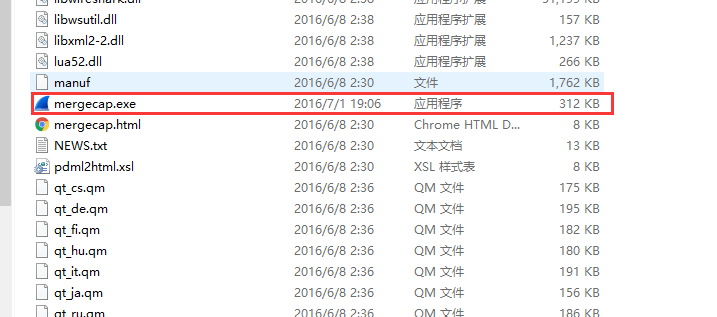 libwireshark.dll 2016/6/8 2:38 应用程序扩展 51,195 KB
libwsutil.dll 2016/6/8 2:38 应用程序扩展 157 KB
libxml2-2.dll 2016/6/8 2:38 应用程序扩展 1,237 KB
lua52.dll 2016/6/8 2:38 应用程序扩展 266 KB
manuf 2016/6/8 2:30 文件 1,762 KB
mergecap.exe 2016/7/1 19:06 应用程序 312 KB
mergecap.html 2016/6/8 2:30 Chrome HTML D... 8 KB
NEWS.txt 2016/6/8 2:30 文本文档 13 KB
pdml2html.xsl 2016/6/8 2:30 XSL 样式表 8 KB
qt_cs.qm 2016/6/8 2:36 QM 文件 175 KB
qt_de.qm 2016/6/8 2:36 QM 文件 195 KB
qt_fi.qm 2016/6/8 2:36 QM 文件 182 KB
qt_hu.qm 2016/6/8 2:36 QM 文件 180 KB
qt_it.qm 2016/6/8 2:36 QM 文件 191 KB
qt_ja.qm 2016/6/8 2:36 QM 文件 156 KB
qt_ru.qm 2016/6/8 2:36 QM 文件 186 KB